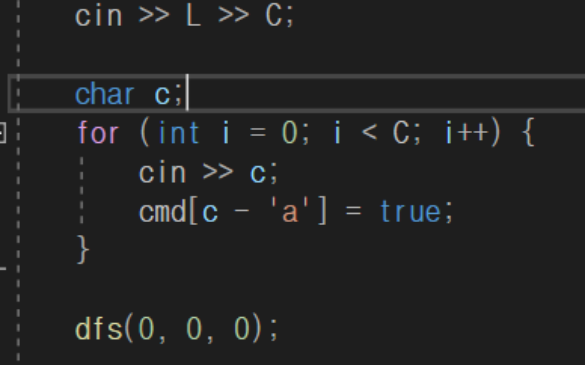 cin >> L >> C;
char c;
for (int i = 0; i < C; i++) {
cin >> c;
cmd[c - 'a'] = true;
}
dfs(0, 0, 0);